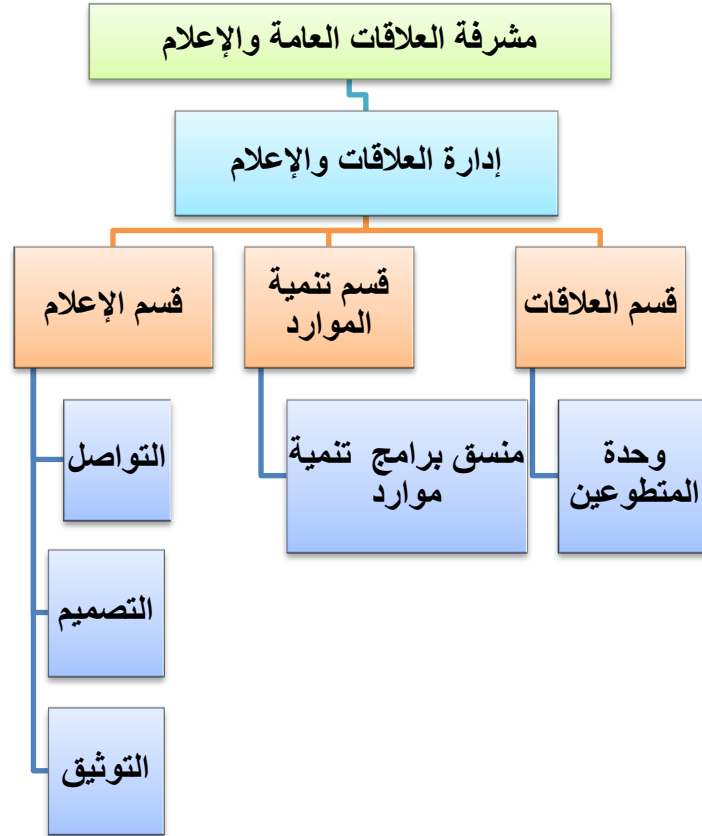 مشرفة العلاقات العامة والإعلام
إدارة العلاقات والإعلام
قسم العلاقات
قسم تنمية
الموارد
قسم الإعلام
وحدة
المتطوعين
منسق برامج تنمية
موارد
التواصل
التصميم
التوثيق